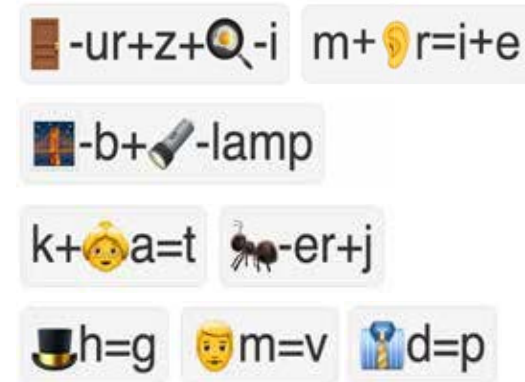 🚪-ur+z+🍳-i m+👂r=i+e
🌉-b+🔦-lamp
k+👵a=t 🐜-er+j
🎩h=g 👨m=v 👔d=p